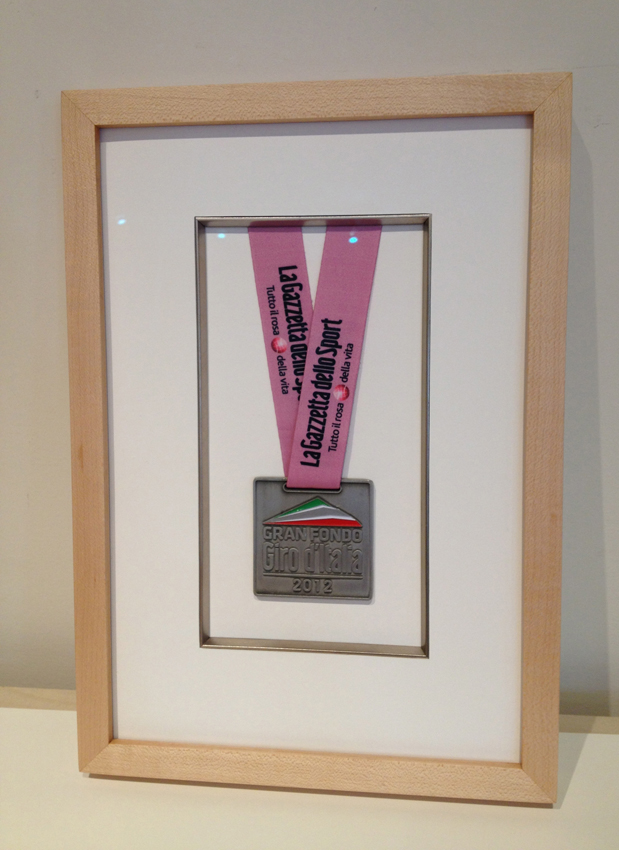 La Gazzetta dello Sp
Tutto il rosa della vita
La Gazzetta dello Sport
Tutto il rosa della vita
GRAN FONDO
Giro d'Italia
2012